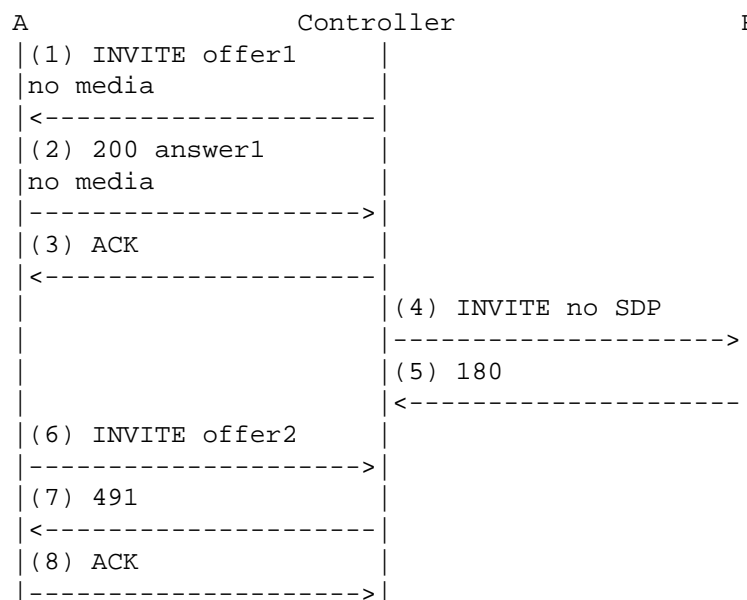 A                 Controller                  B
|(1) INVITE offer1     |
|no media              |
|<---------------------|
|(2) 200 answer1       |
|no media              |
|--------------------->|
|(3) ACK               |
|<---------------------|
|                      |(4) INVITE no SDP
|                      |--------------------->
|                      |(5) 180
|                      |<---------------------
|(6) INVITE offer2     |
|--------------------->|
|(7) 491               |
|<---------------------|
|(8) ACK               |
|--------------------->|